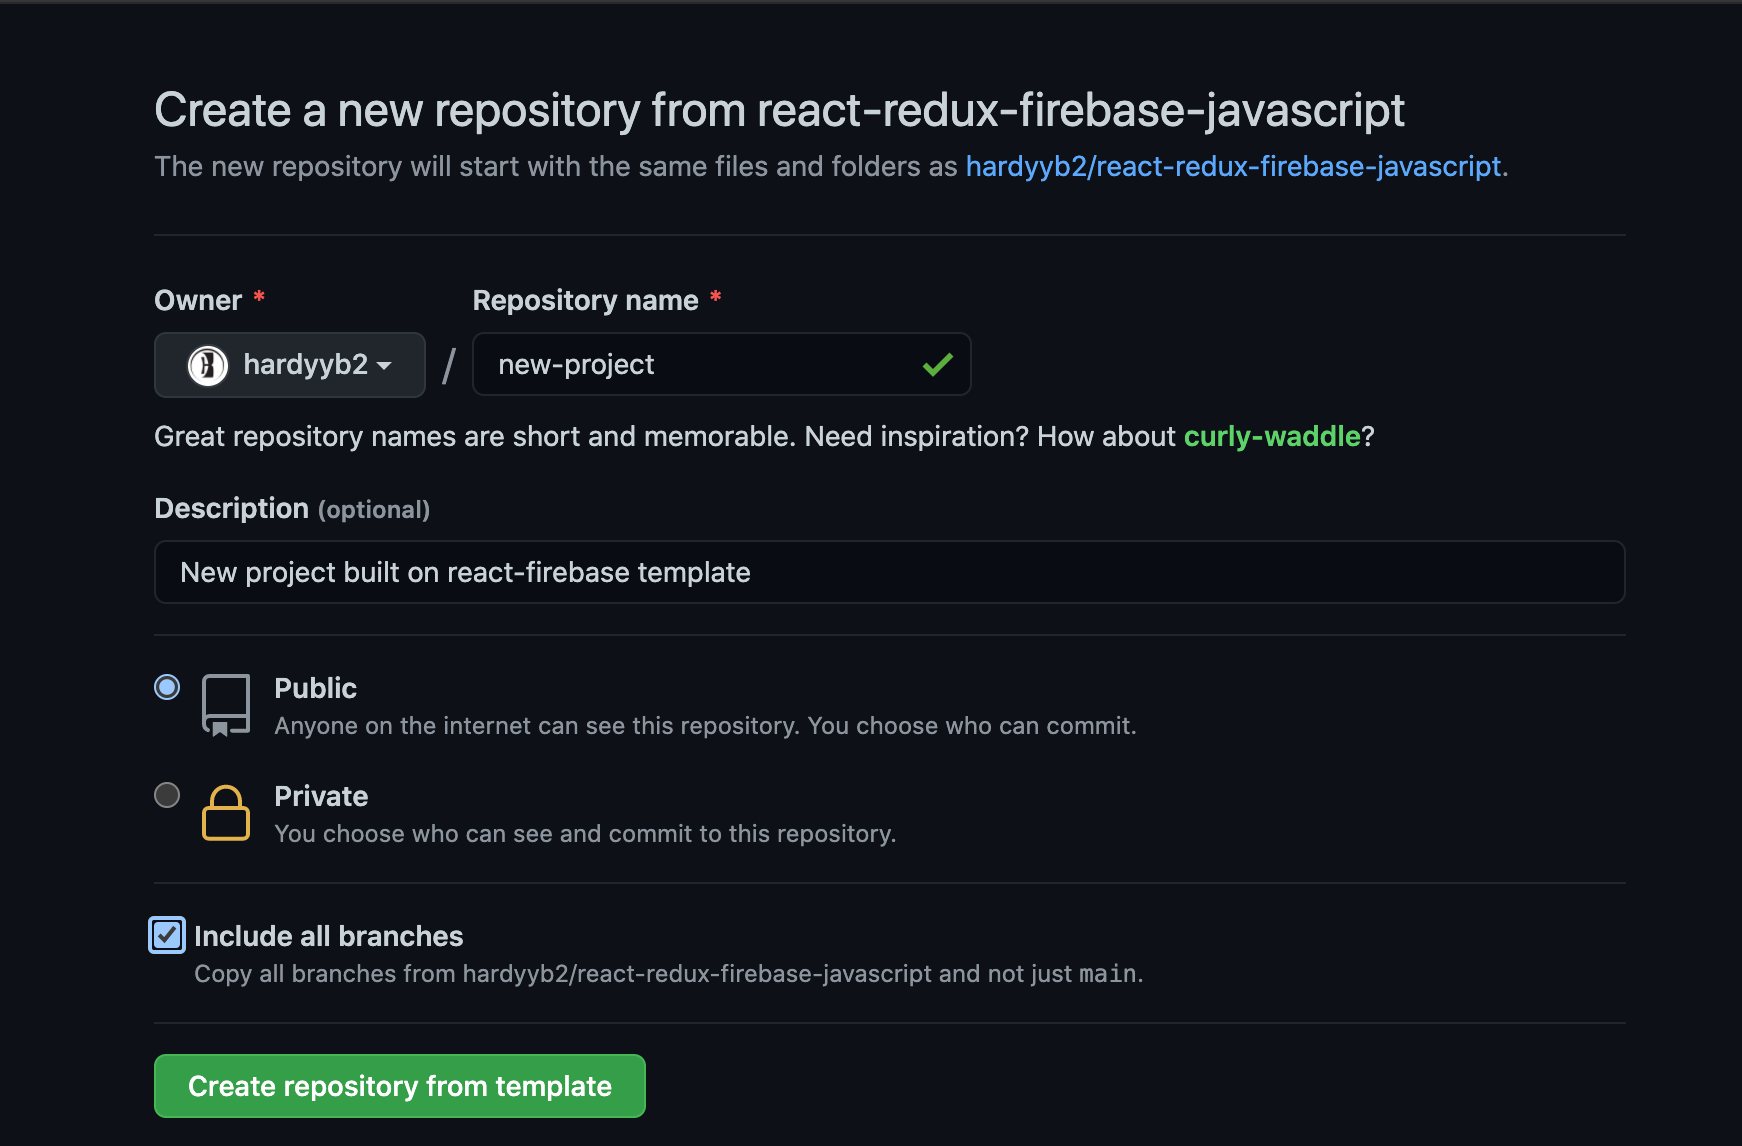 Create a new repository from react-redux-firebase-javascript
The new repository will start with the same files and folders as hardyyb2/react-redux-firebase-javascript.
Owner * Repository name *
hardyyb2 / new-project
Great repository names are short and memorable. Need inspiration? How about curly-waddle?
Description (optional)
New project built on react-firebase template
Public
Anyone on the internet can see this repository. You choose who can commit.
Private
You choose who can see and commit to this repository.
Include all branches
Copy all branches from hardyyb2/react-redux-firebase-javascript and not just main.
Create repository from template